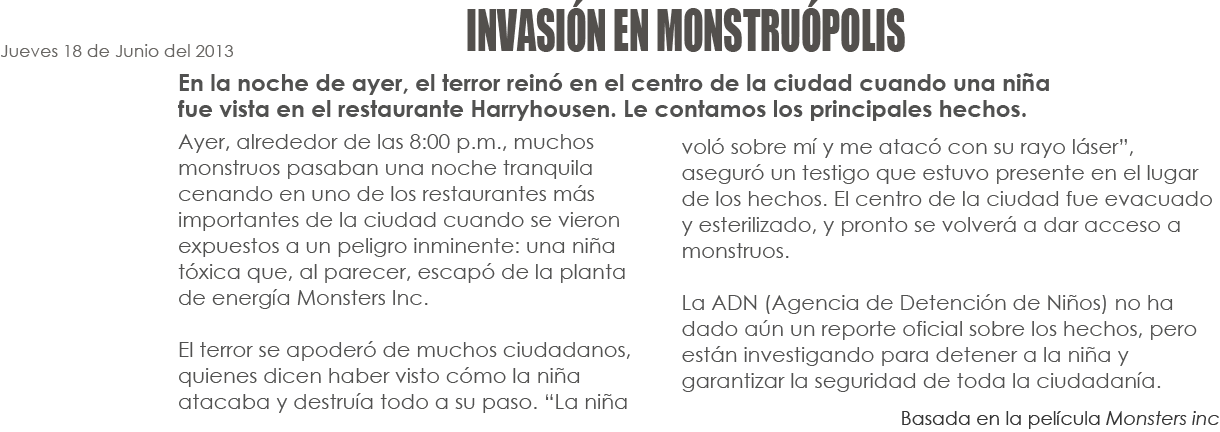 INVASIÓN EN MONSTRUÓPOLIS
Jueves 18 de Junio del 2013
En la noche de ayer, el terror reinó en el centro de la ciudad cuando una niña
fue vista en el restaurante Harryhousen. Le contamos los principales hechos.
Ayer, alrededor de las 8:00 p.m., muchos
monstruos pasaban una noche tranquila
cenando en uno de los restaurantes más
importantes de la ciudad cuando se vieron
expuestos a un peligro inminente: una niña
tóxica que, al parecer, escapó de la planta
de energía Monsters Inc.
El terror se apoderó de muchos ciudadanos,
quienes dicen haber visto cómo la niña
atacaba y destruía todo a su paso. “La niña
voló sobre mí y me atacó con su rayo láser”,
aseguró un testigo que estuvo presente en el lugar
de los hechos. El centro de la ciudad fue evacuado
y esterilizado, y pronto se volverá a dar acceso a
monstruos.
La ADN (Agencia de Detención de Niños) no ha
dado aún un reporte oficial sobre los hechos, pero
están investigando para detener a la niña y
garantizar la seguridad de toda la ciudadanía.
Basada en la película Monsters inc